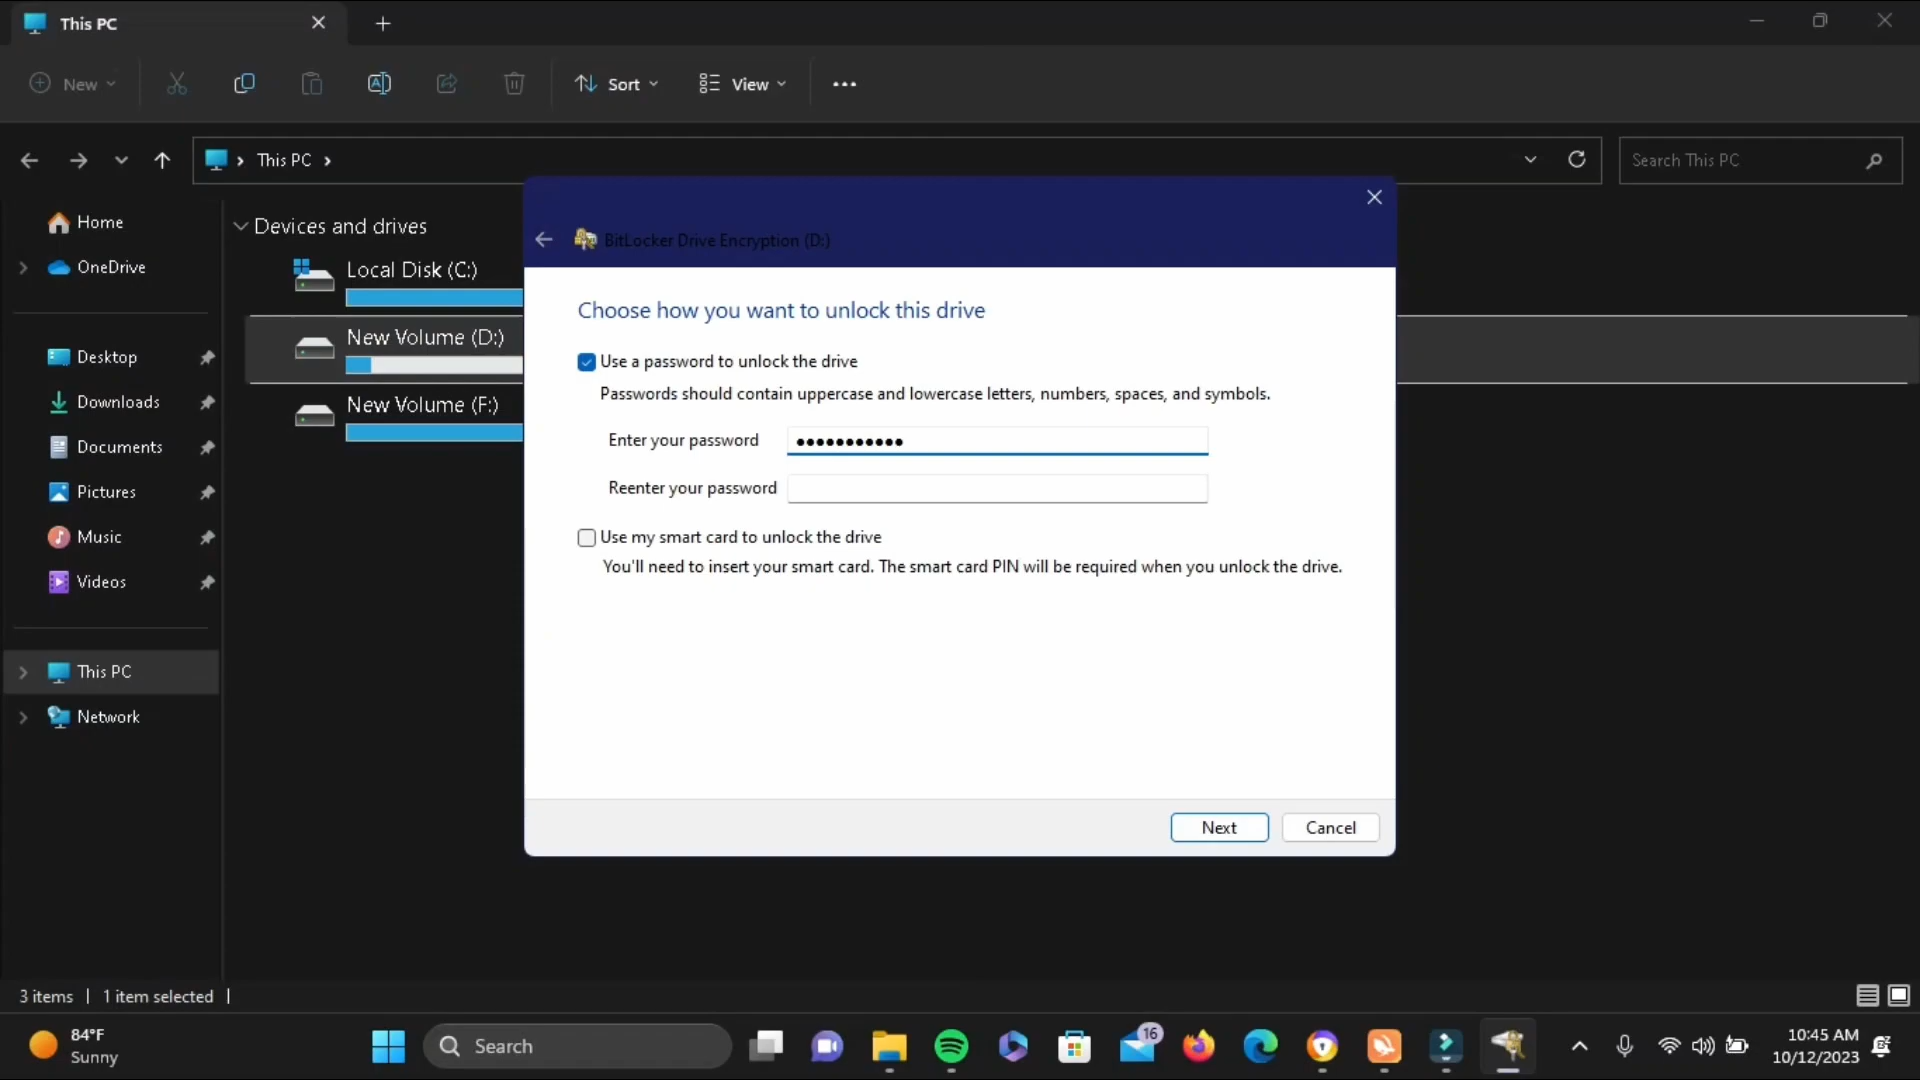 This PC
New
Sort
View
This PC
Search This PC
Home
OneDrive
Desktop
Downloads
Documents
Pictures
Music
Videos
This PC
Network
Devices and drives
Local Disk (C:)
New Volume (D:)
New Volume (F:)
BitLocker Drive Encryption (D:)
Choose how you want to unlock this drive
Use a password to unlock the drive
Passwords should contain uppercase and lowercase letters, numbers, spaces, and symbols.
Enter your password ●●●●●●●●●●●
Reenter your password
Use my smart card to unlock the drive
You'll need to insert your smart card. The smart card PIN will be required when you unlock the drive.
Next
Cancel
3 items
1 item selected
84°F
Sunny
Search
16
10:45 AM
10/12/2023